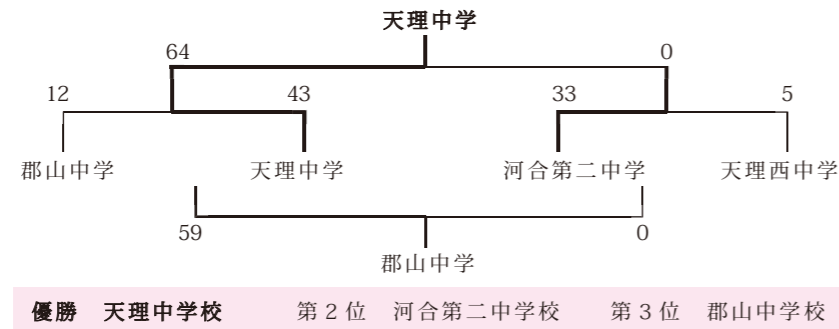 天理中学
64 0
12 43 33 5
郡山中学 天理中学 河合第二中学 天理西中学
59 0
郡山中学
優勝 天理中学校 第2位 河合第二中学校 第3位 郡山中学校